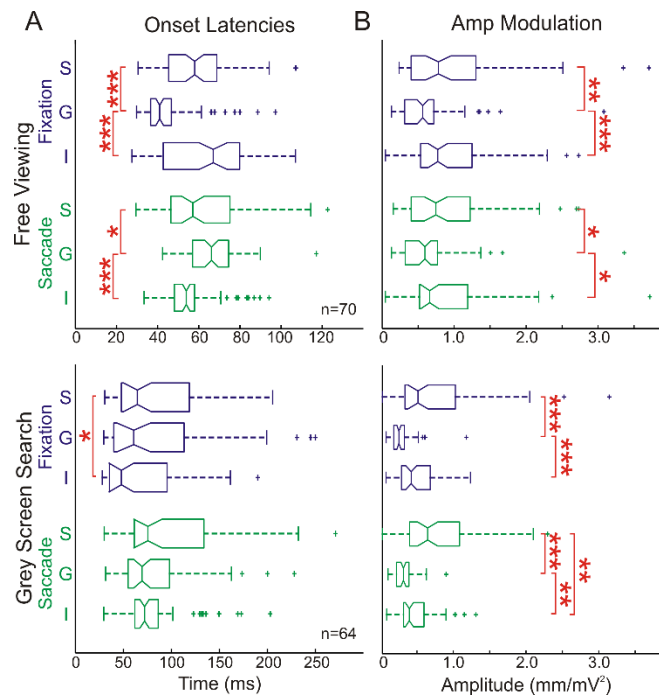 A Onset Latencies
B Amp Modulation
Free Viewing
Fixation
S
***
G
***
I
Saccade
S
*
G
***
I
n=70
0 20 40 60 80 100 120
**
***
*
*
0 1.0 2.0 3.0
Grey Screen Search
Fixation
S
G
*
I
Saccade
S
G
I
n=64
0 50 100 150 200 250
Time (ms)
***
***
***
**
**
0.0 1.0 2.0 3.0
Amplitude (mm/mV²)